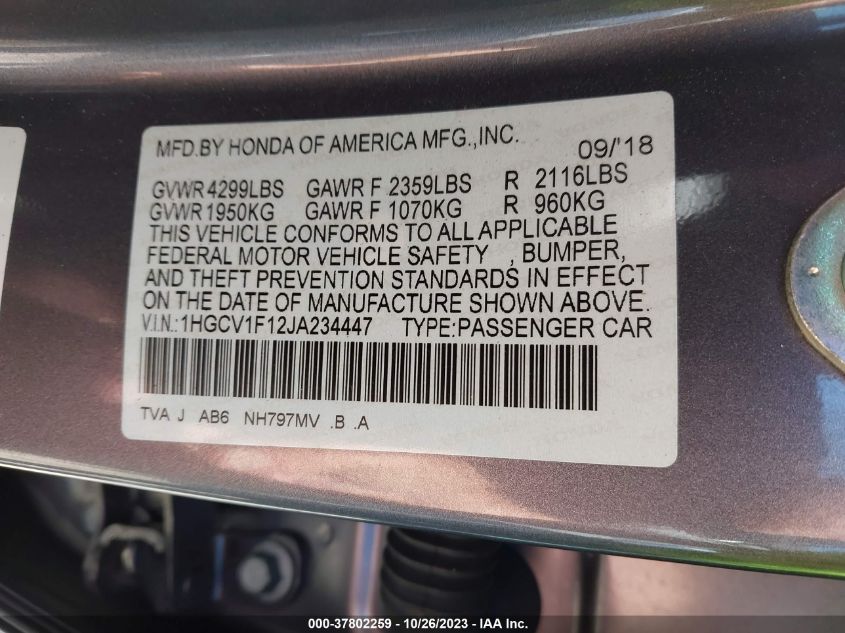 MFD.BY HONDA OF AMERICA MFG.,INC. 09/'18
GVWR 4299LBS GAWR F 2359LBS R 2116LBS
GVWR 1950KG GAWR F 1070KG R 960KG
THIS VEHICLE CONFORMS TO ALL APPLICABLE
FEDERAL MOTOR VEHICLE SAFETY , BUMPER,
AND THEFT PREVENTION STANDARDS IN EFFECT
ON THE DATE OF MANUFACTURE SHOWN ABOVE.
V.I.N.:1HGCV1F12JA234447 TYPE:PASSENGER CAR
TVA J AB6 NH797MV .B .A
000-37802259 - 10/26/2023 - IAA Inc.